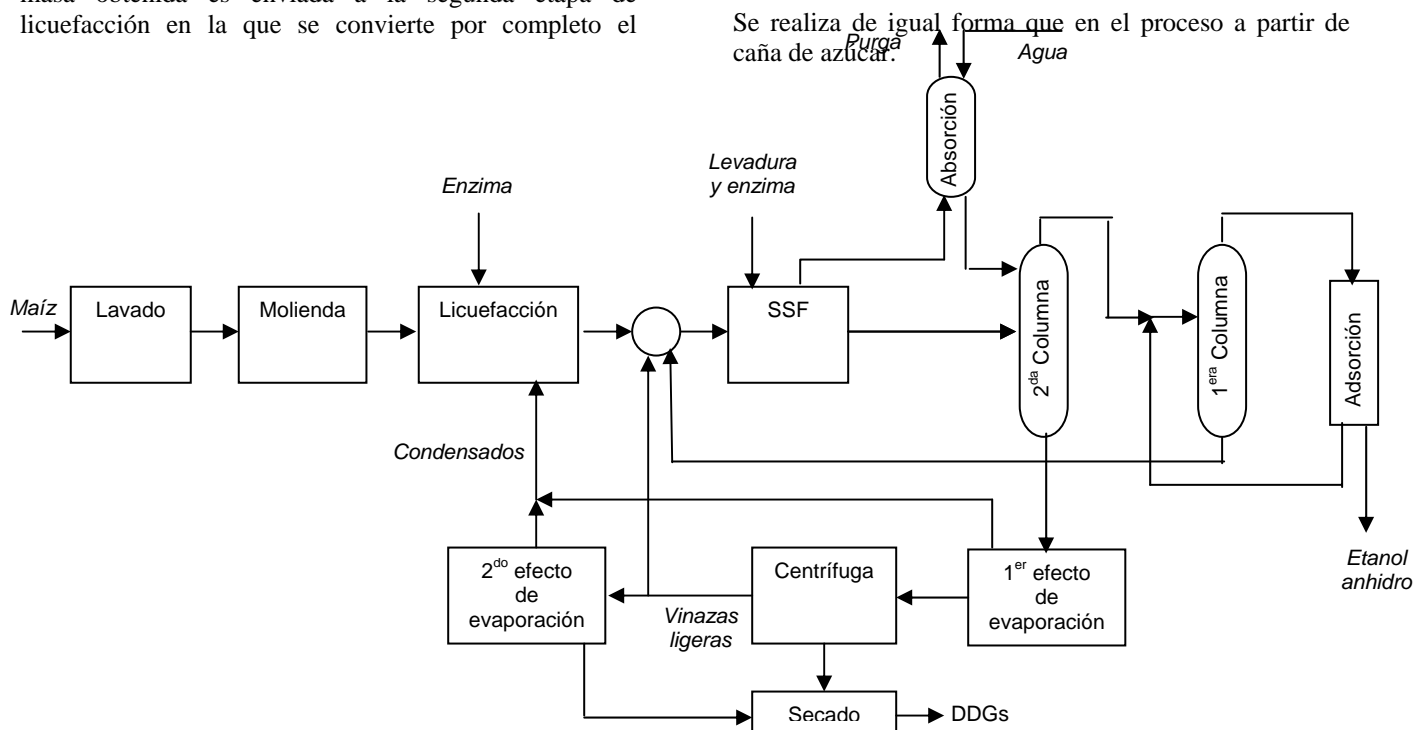 masa obtenida es enviada a la segunda etapa de
licuefacción en la que se convierte por completo el
Se realiza de igual forma que en el proceso a partir de
caña de azúcar.
Purga
Agua
Absorción
Levadura
y enzima
Enzima
Maíz
Lavado
Molienda
Licuefacción
SSF
2da Columna
1era Columna
Adsorción
Condensados
2do efecto
de
evaporación
Vinazas
ligeras
Centrífuga
1er efecto
de
evaporación
Etanol
anhidro
Secado
DDGs